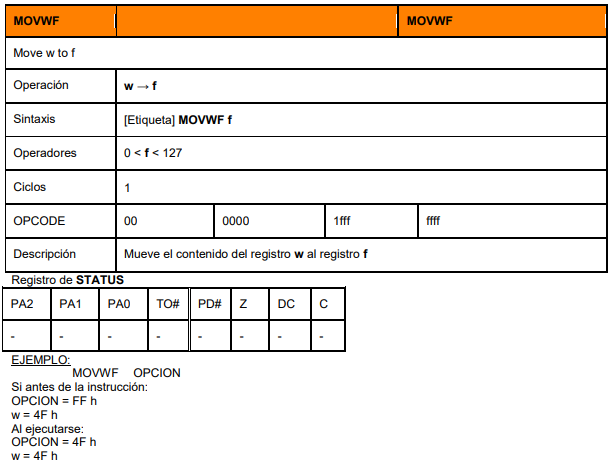 MOVWF MOVWF
Move w to f
Operación w → f
Sintaxis [Etiqueta] MOVWF f
Operadores 0 < f < 127
Ciclos 1
OPCODE 00 0000 1fff ffff
Descripción Mueve el contenido del registro w al registro f
Registro de STATUS
PA2 PA1 PA0 TO# PD# Z DC C
- - - - - - - -
EJEMPLO:
MOVWF OPCION
Si antes de la instrucción:
OPCION = FF h
w = 4F h
Al ejecutarse:
OPCION = 4F h
w = 4F h